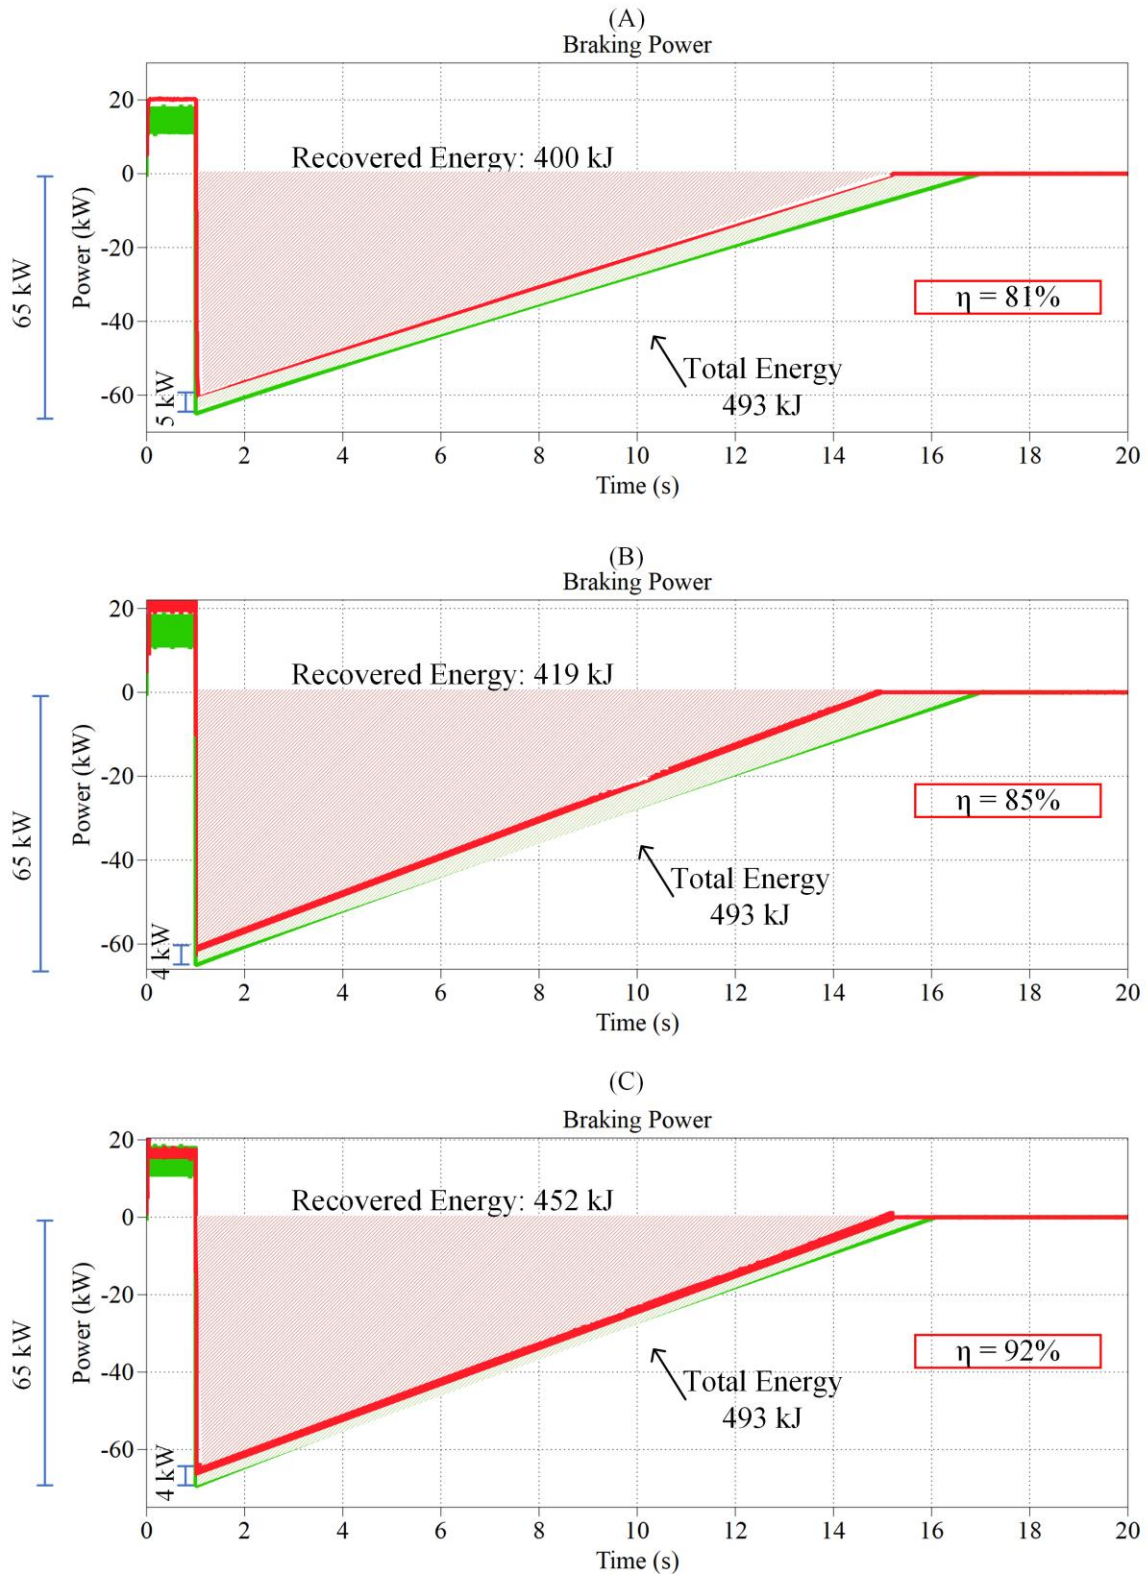 (A)
Braking Power
20
0
-20
-40
-60
Power (kW)
65 kW
5 kW
Recovered Energy: 400 kJ
η = 81%
Total Energy
493 kJ
0 2 4 6 8 10 12 14 16 18 20
Time (s)
(B)
Braking Power
20
0
-20
-40
-60
Power (kW)
65 kW
4 kW
Recovered Energy: 419 kJ
η = 85%
Total Energy
493 kJ
0 2 4 6 8 10 12 14 16 18 20
Time (s)
(C)
Braking Power
20
0
-20
-40
-60
Power (kW)
65 kW
4 kW
Recovered Energy: 452 kJ
η = 92%
Total Energy
493 kJ
0 2 4 6 8 10 12 14 16 18 20
Time (s)